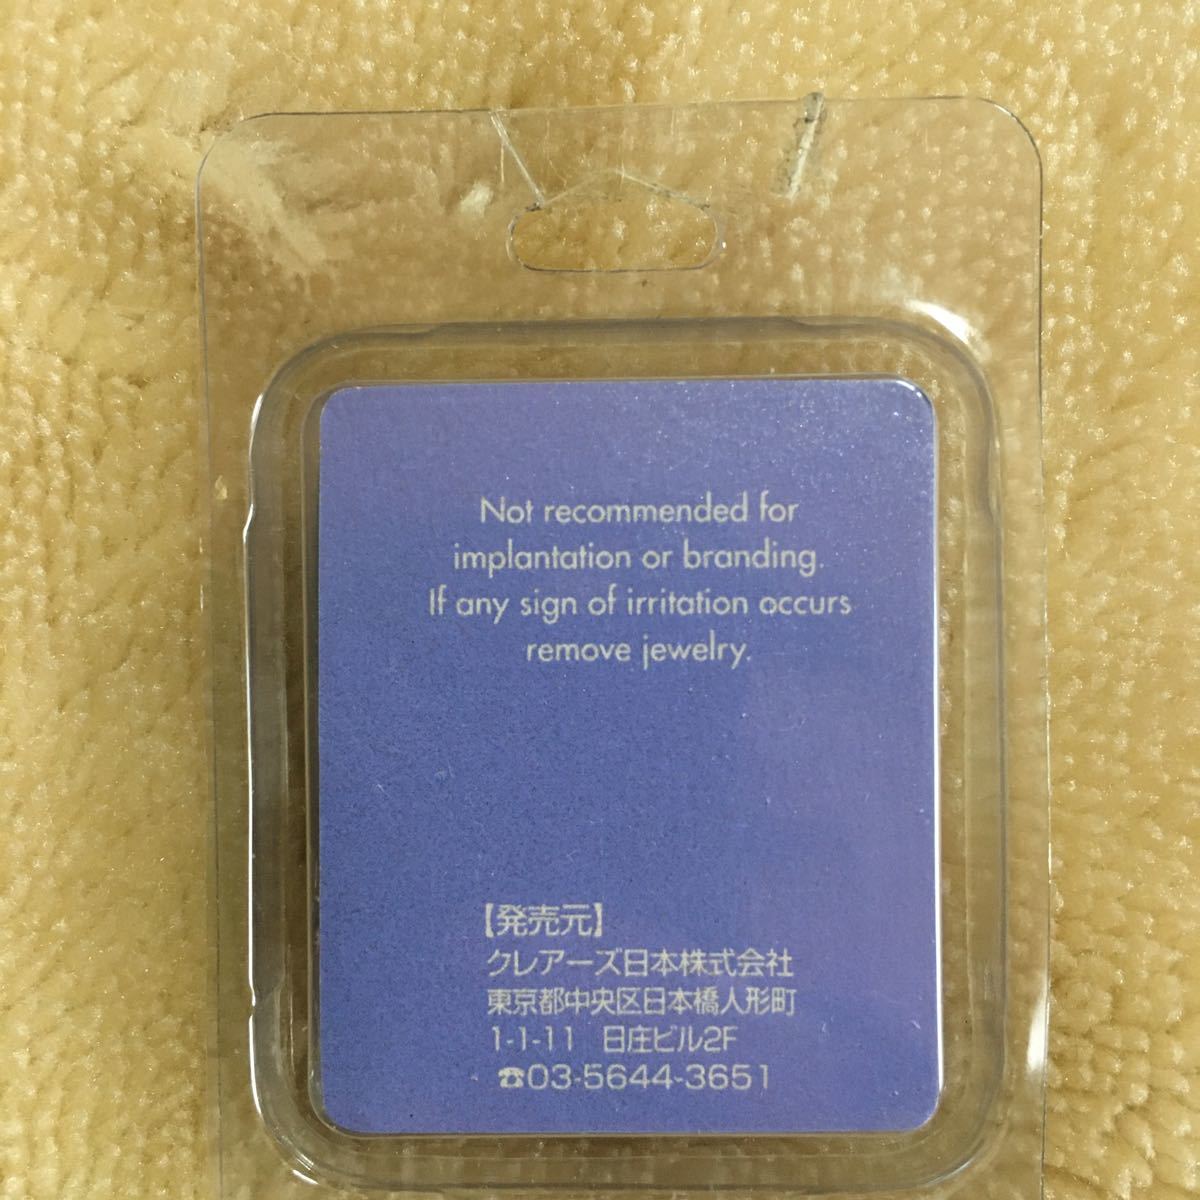 Not recommended for
implantation or branding.
If any sign of irritation occurs
remove jewelry.
【発売元】
クレアーズ日本株式会社
東京都中央区日本橋人形町
1-1-11　日庄ビル2F
☎03-5644-3651